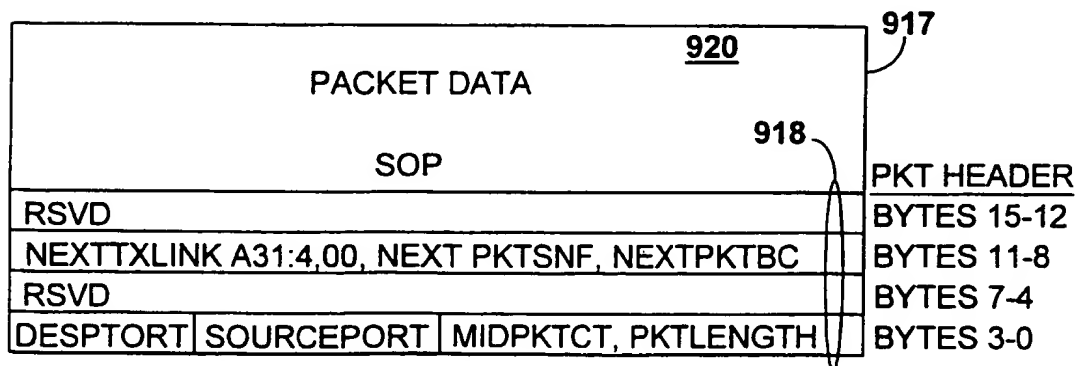 917
920
PACKET DATA
918
SOP
PKT HEADER
RSVD BYTES 15-12
NEXTTXLINK A31:4,00, NEXT PKTSNF, NEXTPKTBC BYTES 11-8
RSVD BYTES 7-4
DESPTORT SOURCEPORT MIDPKTCT, PKTLENGTH BYTES 3-0